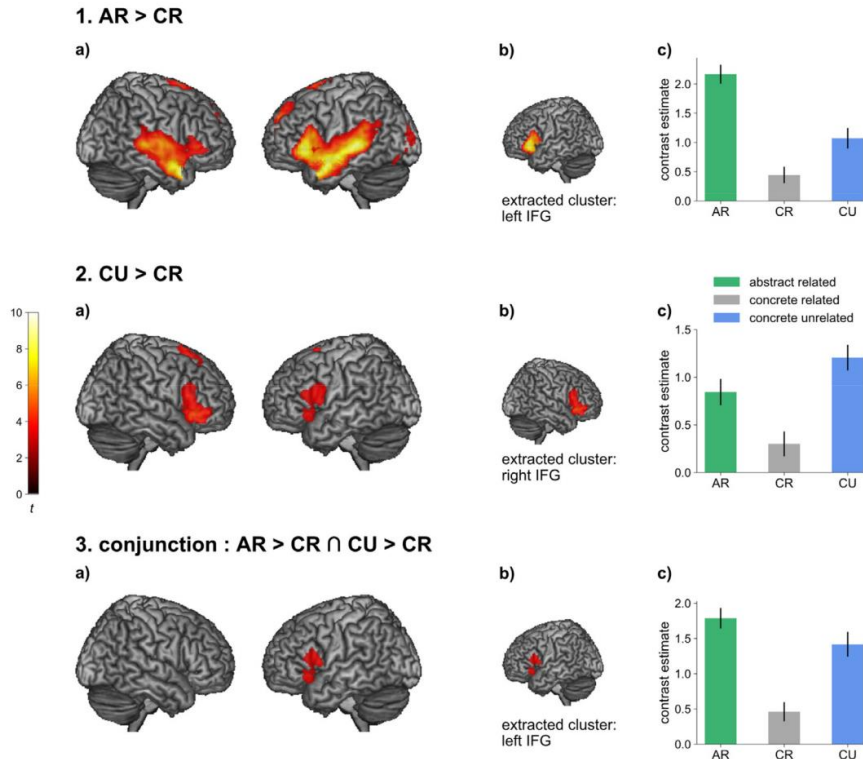 1. AR > CR
a)
b)
c)
extracted cluster:
left IFG
contrast estimate
2.0
1.5
1.0
0.5
0.0
AR
CR
CU
2. CU > CR
a)
b)
c)
abstract related
concrete related
concrete unrelated
10
8
6
4
2
0
t
extracted cluster:
right IFG
contrast estimate
1.5
1.0
0.5
0.0
AR
CR
CU
3. conjunction : AR > CR ∩ CU > CR
a)
b)
c)
extracted cluster:
left IFG
contrast estimate
2.0
1.5
1.0
0.5
0.0
AR
CR
CU